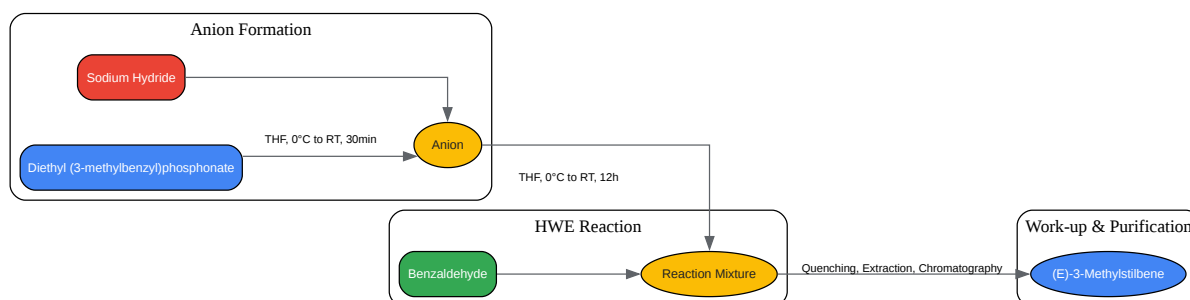 Anion Formation
Sodium Hydride
THF, 0°C to RT, 30min
Anion
Diethyl (3-methylbenzyl)phosphonate
THF, 0°C to RT, 12h
HWE Reaction
Work-up & Purification
Benzaldehyde
Reaction Mixture
Quenching, Extraction, Chromatography
(E)-3-Methylstilbene